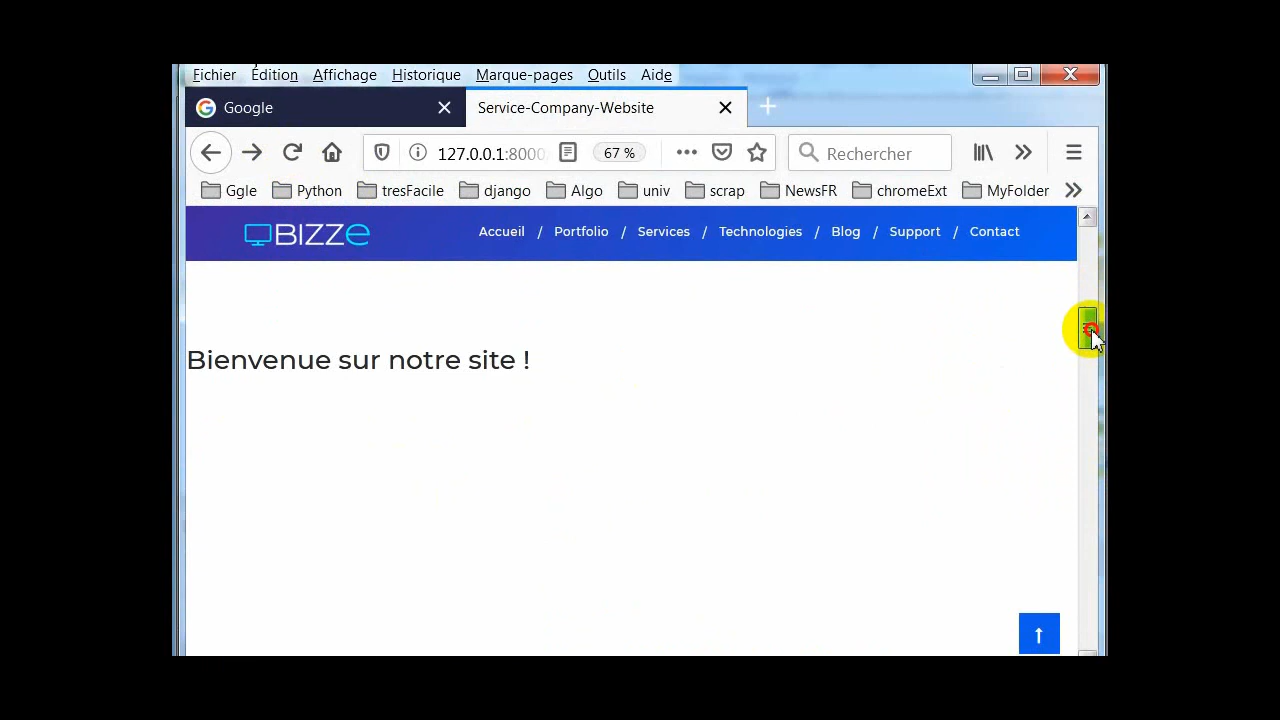 Fichier Édition Affichage Historique Marque-pages Outils Aide
Google Service-Company-Website
127.0.0.1:8000 67 % Rechercher
Ggle Python tresFacile django Algo univ scrap NewsFR chromeExt MyFolder
BIZZe Accueil / Portfolio / Services / Technologies / Blog / Support / Contact
Bienvenue sur notre site !